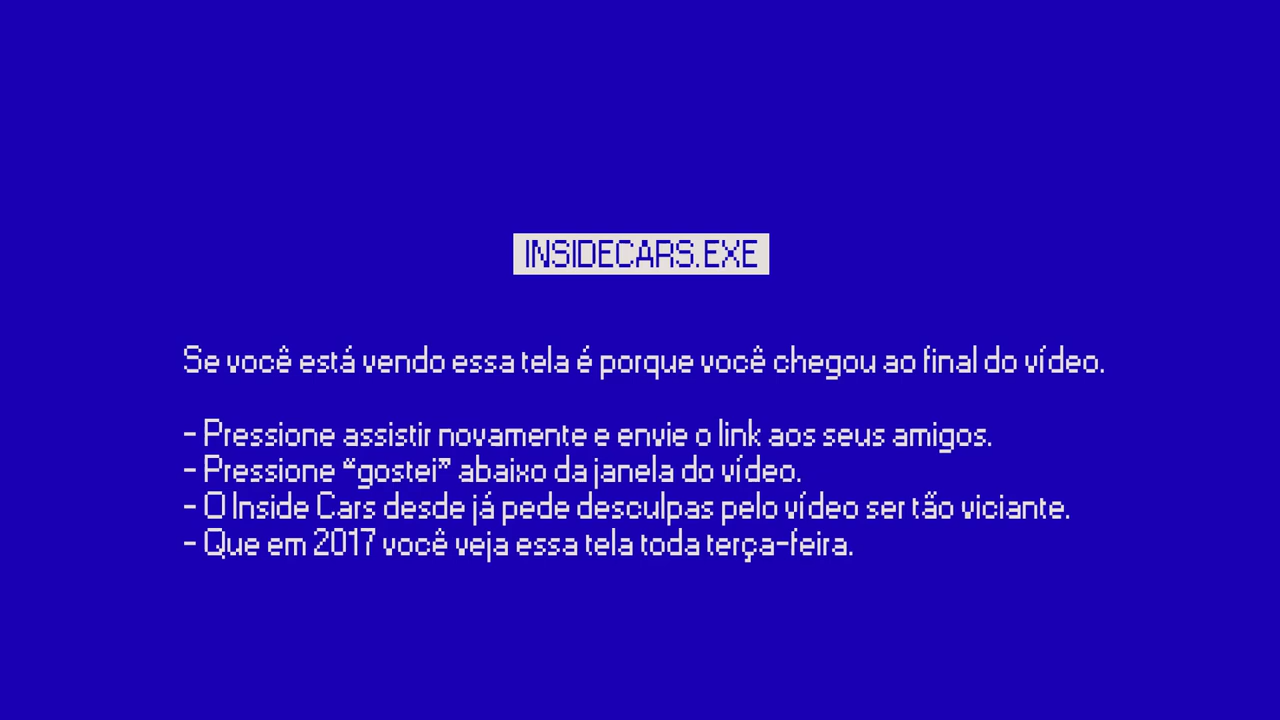 INSIDECARS.EXE
Se você está vendo essa tela é porque você chegou ao final do vídeo.
- Pressione assistir novamente e envie o link aos seus amigos.
- Pressione “gostei” abaixo da janela do vídeo.
- O Inside Cars desde já pede desculpas pelo vídeo ser tão viciante.
- Que em 2017 você veja essa tela toda terça-feira.